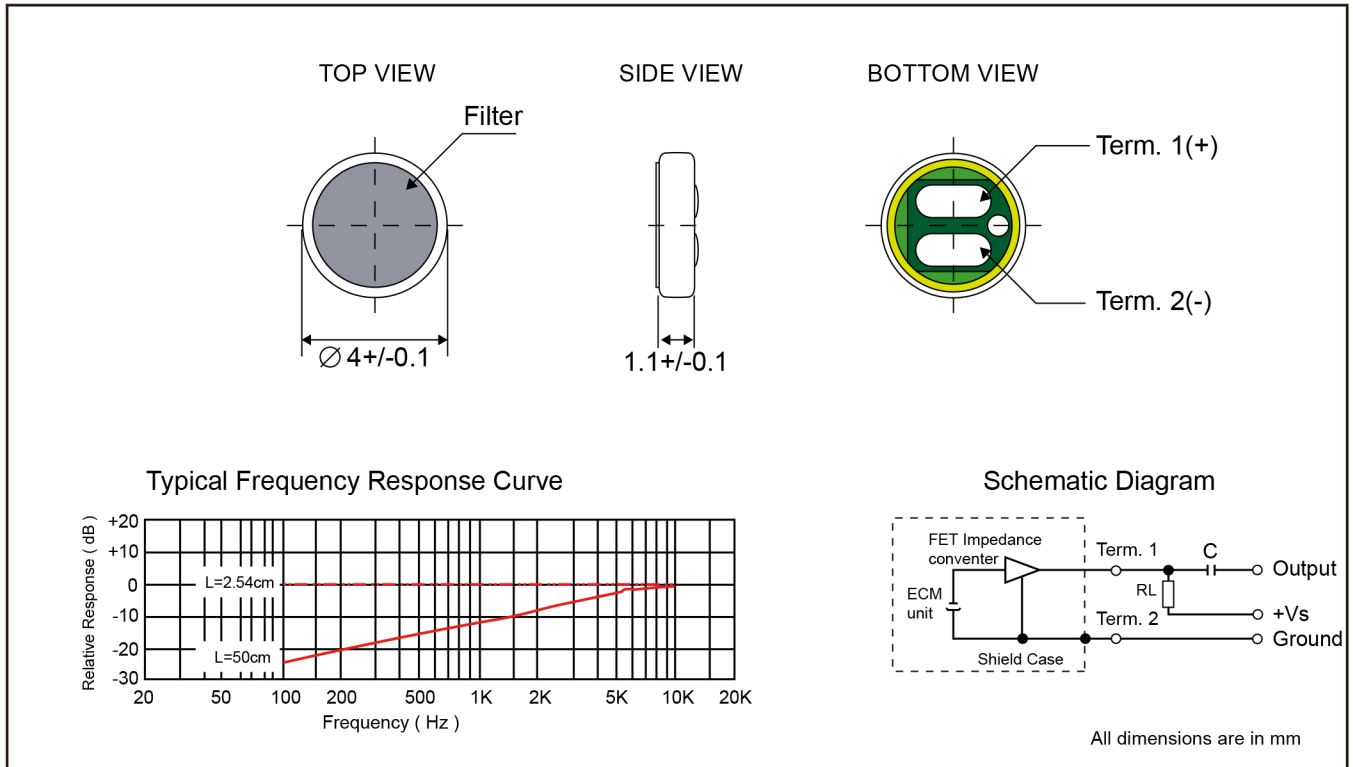 TOP VIEW
SIDE VIEW
BOTTOM VIEW
Filter
Term. 1(+)
Term. 2(-)
∅ 4+/-0.1
1.1+/-0.1
Typical Frequency Response Curve
Relative Response ( dB )
+20
+10
0
-10
-20
-30
L=2.54cm
L=50cm
20 50 100 200 500 1K 2K 5K 10K 20K
Frequency ( Hz )
Schematic Diagram
FET Impedance
conventer
ECM
unit
Shield Case
Term. 1
Term. 2
C
RL
Output
+Vs
Ground
All dimensions are in mm